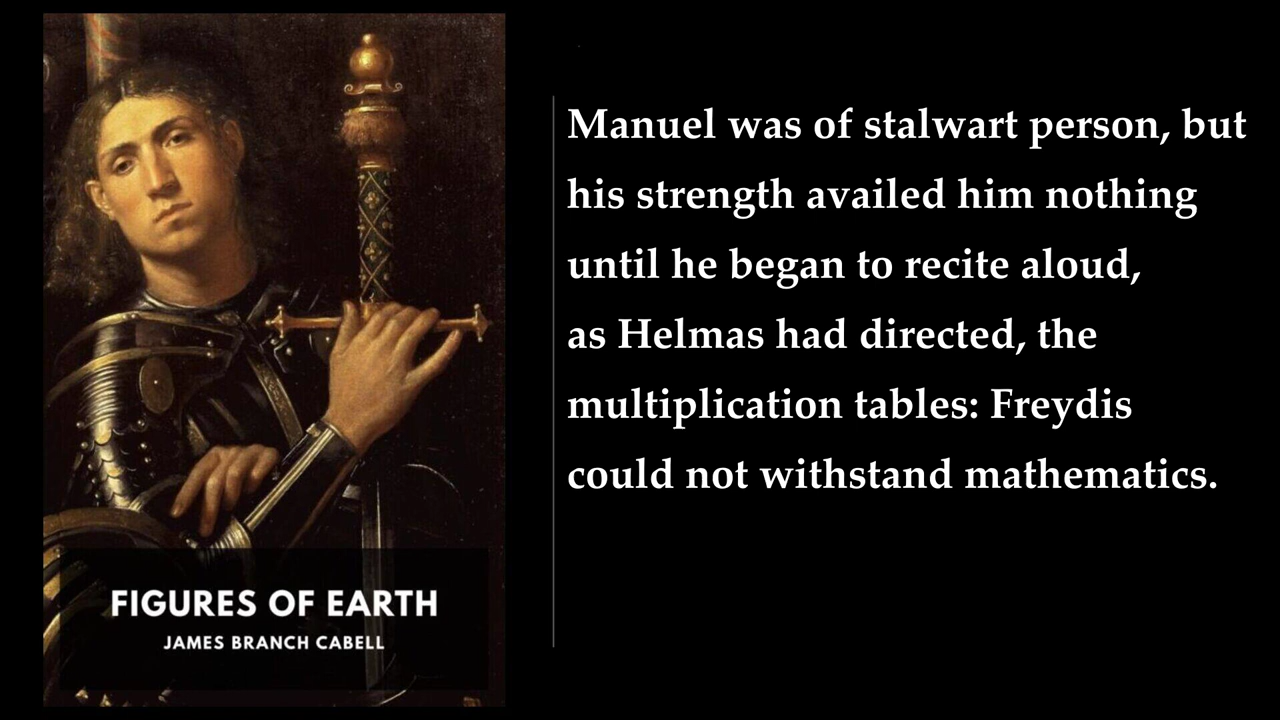 FIGURES OF EARTH
JAMES BRANCH CABELL
Manuel was of stalwart person, but
his strength availed him nothing
until he began to recite aloud,
as Helmas had directed, the
multiplication tables: Freydis
could not withstand mathematics.